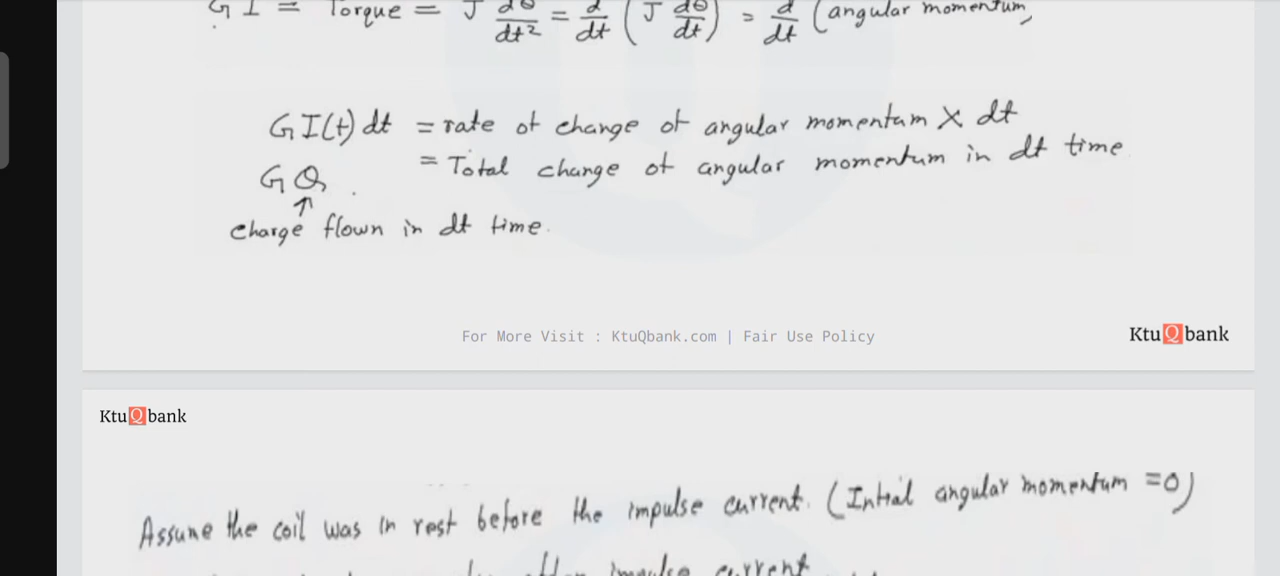 G I = Torque = J d²θ/dt² = d/dt (J dθ/dt) = d/dt (angular momentum)
G I(t) dt = rate of change of angular momentum X dt
= Total change of angular momentum in dt time.
G Q
↑
charge flown in dt time.
For More Visit : KtuQbank.com | Fair Use Policy
KtuQbank
KtuQbank
Assume the coil was in rest before the impulse current. (Intial angular momentum =0)
impulse current